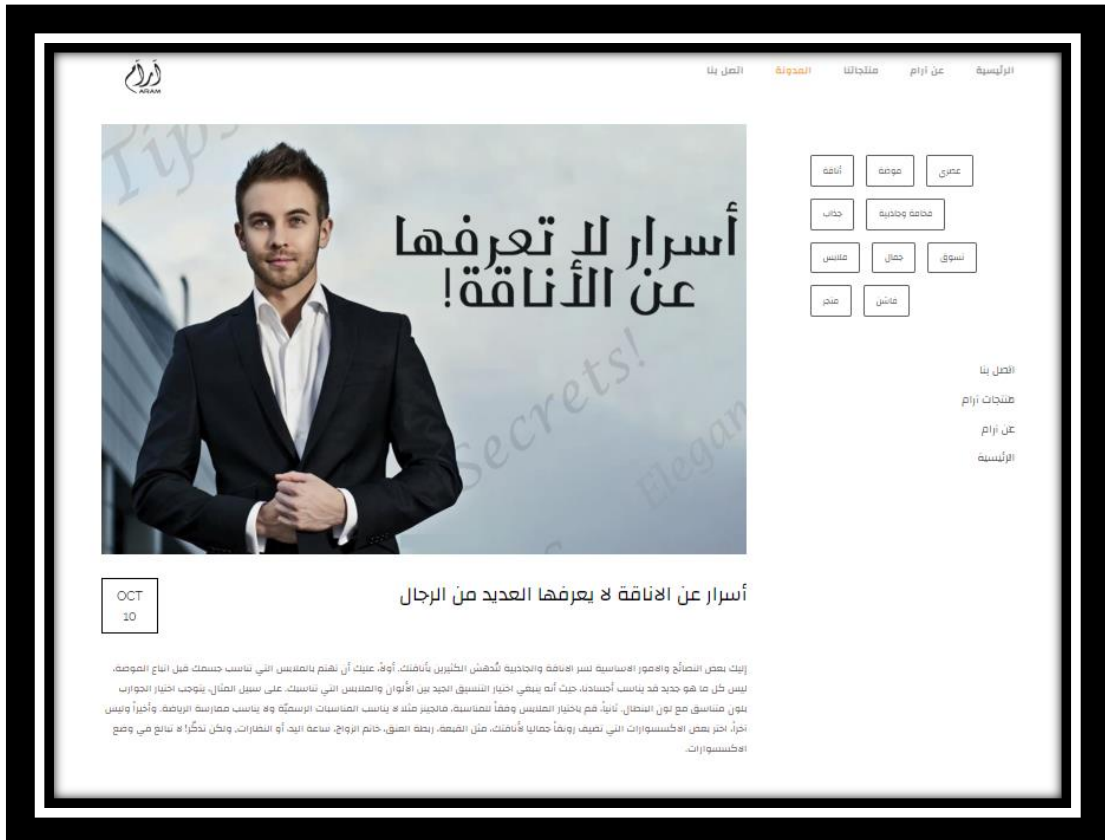 آرام
ARAM
الرئيسية
عن آرام
منتجاتنا
المدونة
اتصل بنا
Tips
أسرار لا تعرفها
عن الأناقة!
Secrets!
Elegan
عصري
موضة
أناقة
فخامة وجاذبية
جذاب
تسوق
جمال
ملابس
فاشن
متجر
اتصل بنا
منتجات آرام
عن آرام
الرئيسية
أسرار عن الاناقة لا يعرفها العديد من الرجال
OCT
10
إليك بعض النصائح والامور الاساسية لسر الاناقة والجاذبية لتُدهش الكثيرين بأناقتك. أولاً، عليك أن تهتم بالملابس التي تناسب جسمك قبل اتباع الموضة،
ليس كل ما هو جديد قد يناسب أجسادنا، حيث أنه ينبغي اختيار التنسيق الجيد بين الألوان والملابس التي تناسبك. على سبيل المثال، يتوجب اختيار الجوارب
بلون متناسق مع لون البنطال. ثانياً، قم باختيار الملابس وفقاً للمناسبة، فالجينز مثلا لا يناسب المناسبات الرسميّة ولا يناسب ممارسة الرياضة. وأخيراً وليس
آخراً، اختر بعض الاكسسوارات التي تضيف رونقاً جماليا لأناقتك، مثل القبعة، ربطة العنق، خاتم الزواج، ساعة اليد، أو النظارات, ولكن تذكّر! لا تبالغ في وضع
الاكسسوارات.